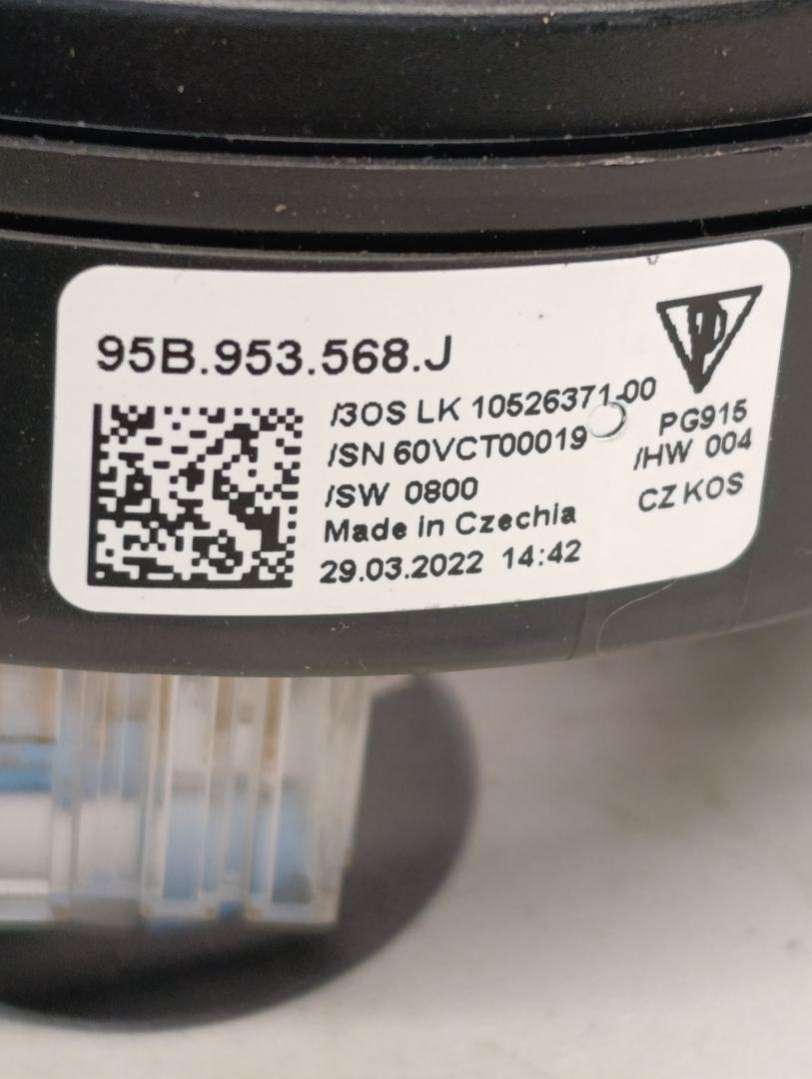 95B.953.568.J
/3OS LK 10526371-00
/SN 60VCT00019
/SW 0800
Made in Czechia
29.03.2022 14:42
PG915
/HW 004
CZ KOS